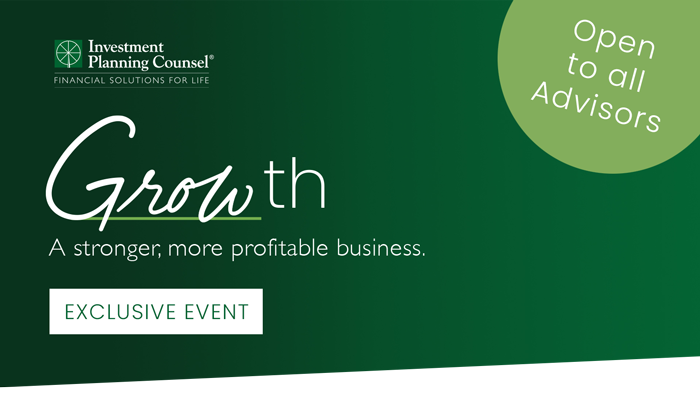 Investment
Planning Counsel®
FINANCIAL SOLUTIONS FOR LIFE
Open
to all
Advisors
Growth
A stronger, more profitable business.
EXCLUSIVE EVENT